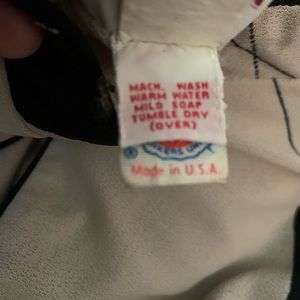 MACH. WASH
WARM WATER
MILD SOAP
TUMBLE DRY
(OVER)
®
Made in U.S.A.